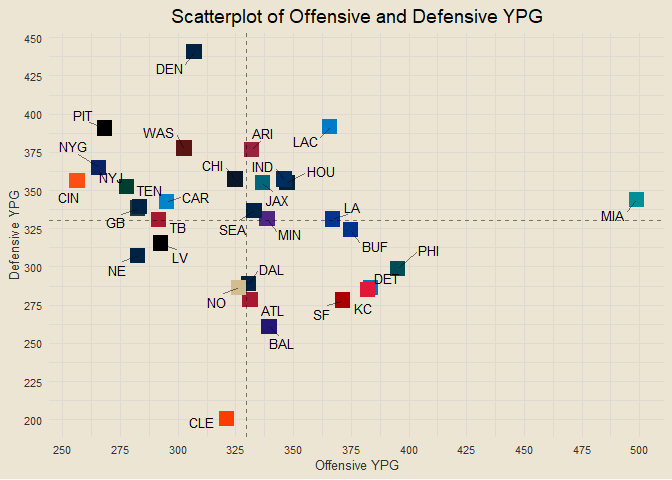 Scatterplot of Offensive and Defensive YPG
450
DEN
425
400
PIT
WAS
ARI
LAC
NYG
375
CHI
IND
HOU
NYJ
TEN
350
CIN
CAR
JAX
MIA
LA
GB
TB
SEA
MIN
325
BUF
PHI
LV
300
NE
DAL
DET
275
NO
ATL
SF
KC
BAL
250
225
200
CLE
Defensive YPG
250 275 300 325 350 375 400 425 450 475 500
Offensive YPG